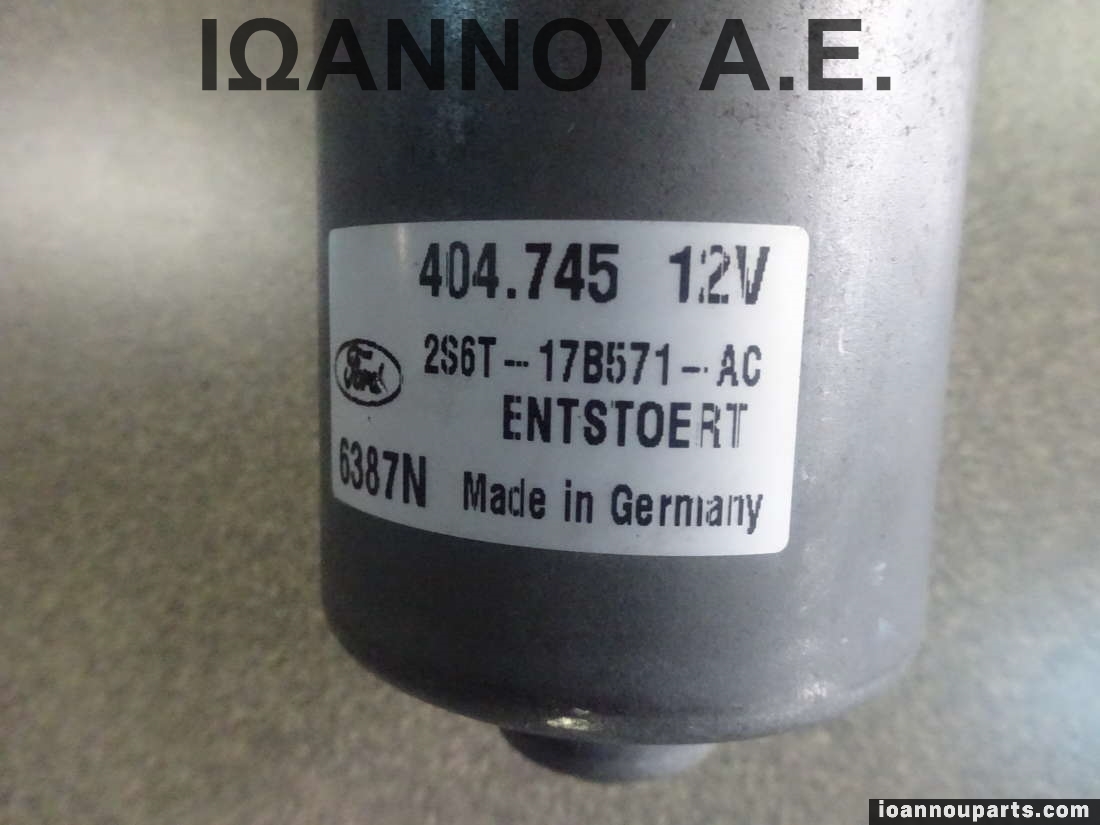 ΙΩΑΝΝΟΥ Α.Ε.
404.745 12V
Ford
2S6T--17B571-AC
ENTSTOERT
6387N
Made in Germany
ioannouparts.com